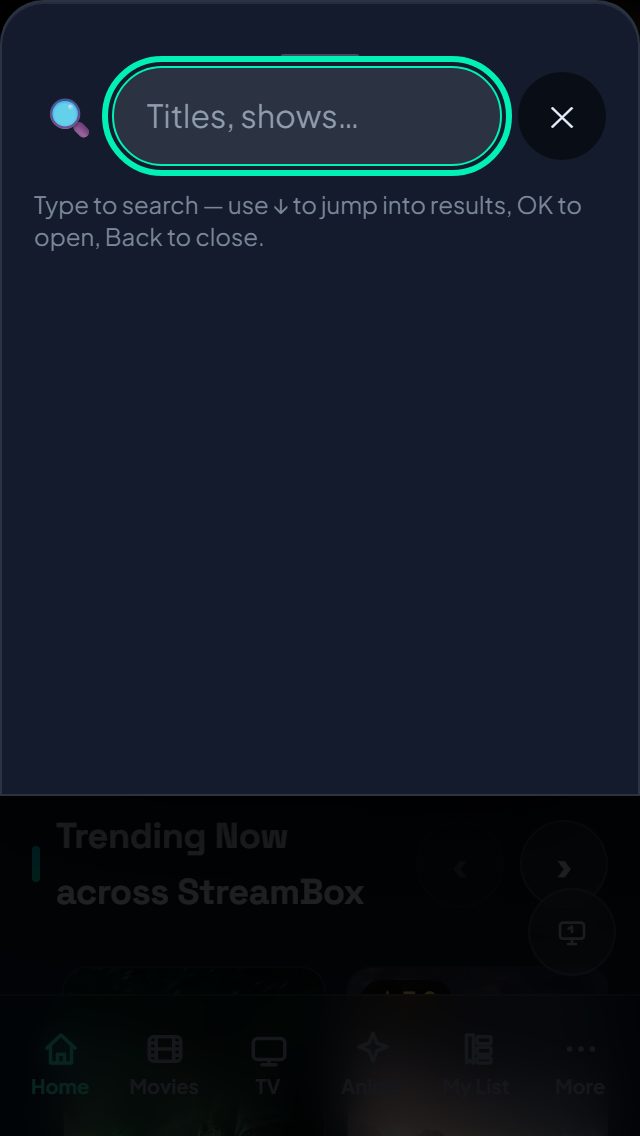 Titles, shows...
Type to search — use ↓ to jump into results, OK to
open, Back to close.
Trending Now
across StreamBox
Home
Movies
TV
My List
More